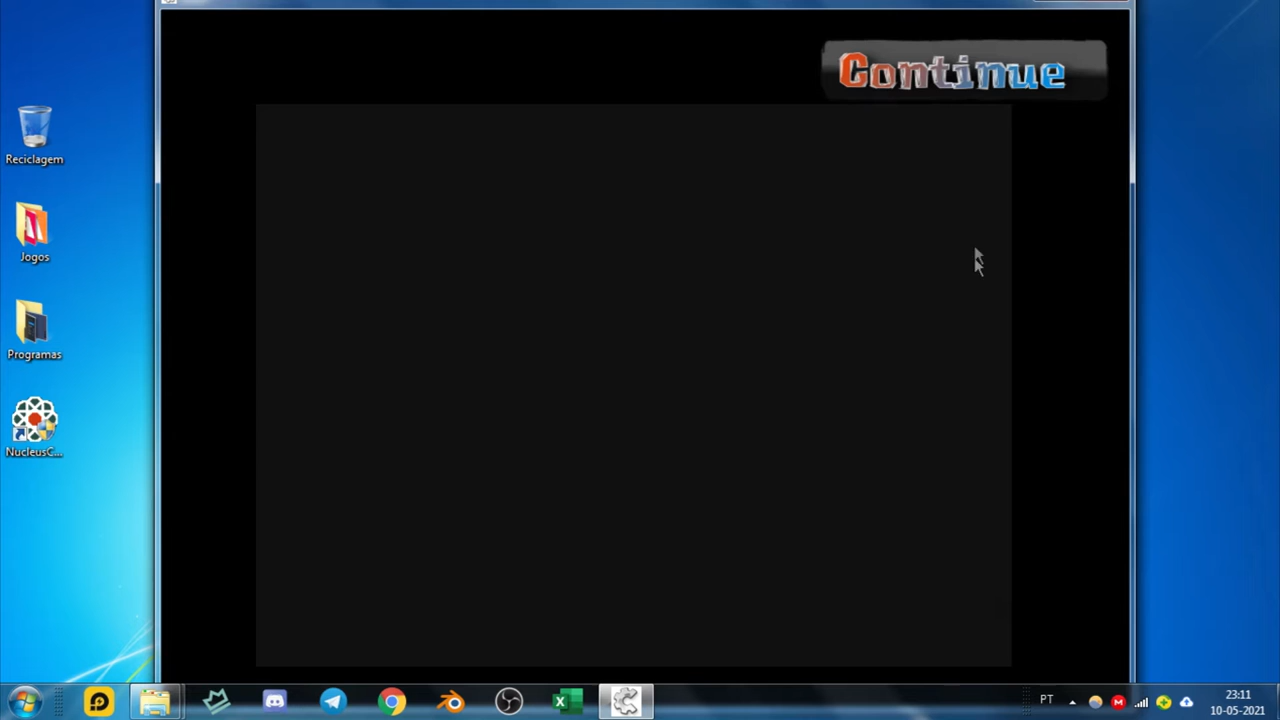 Continue
Reciclagem
Jogos
Programas
NucleusC...
PT
23:11
10-05-2021